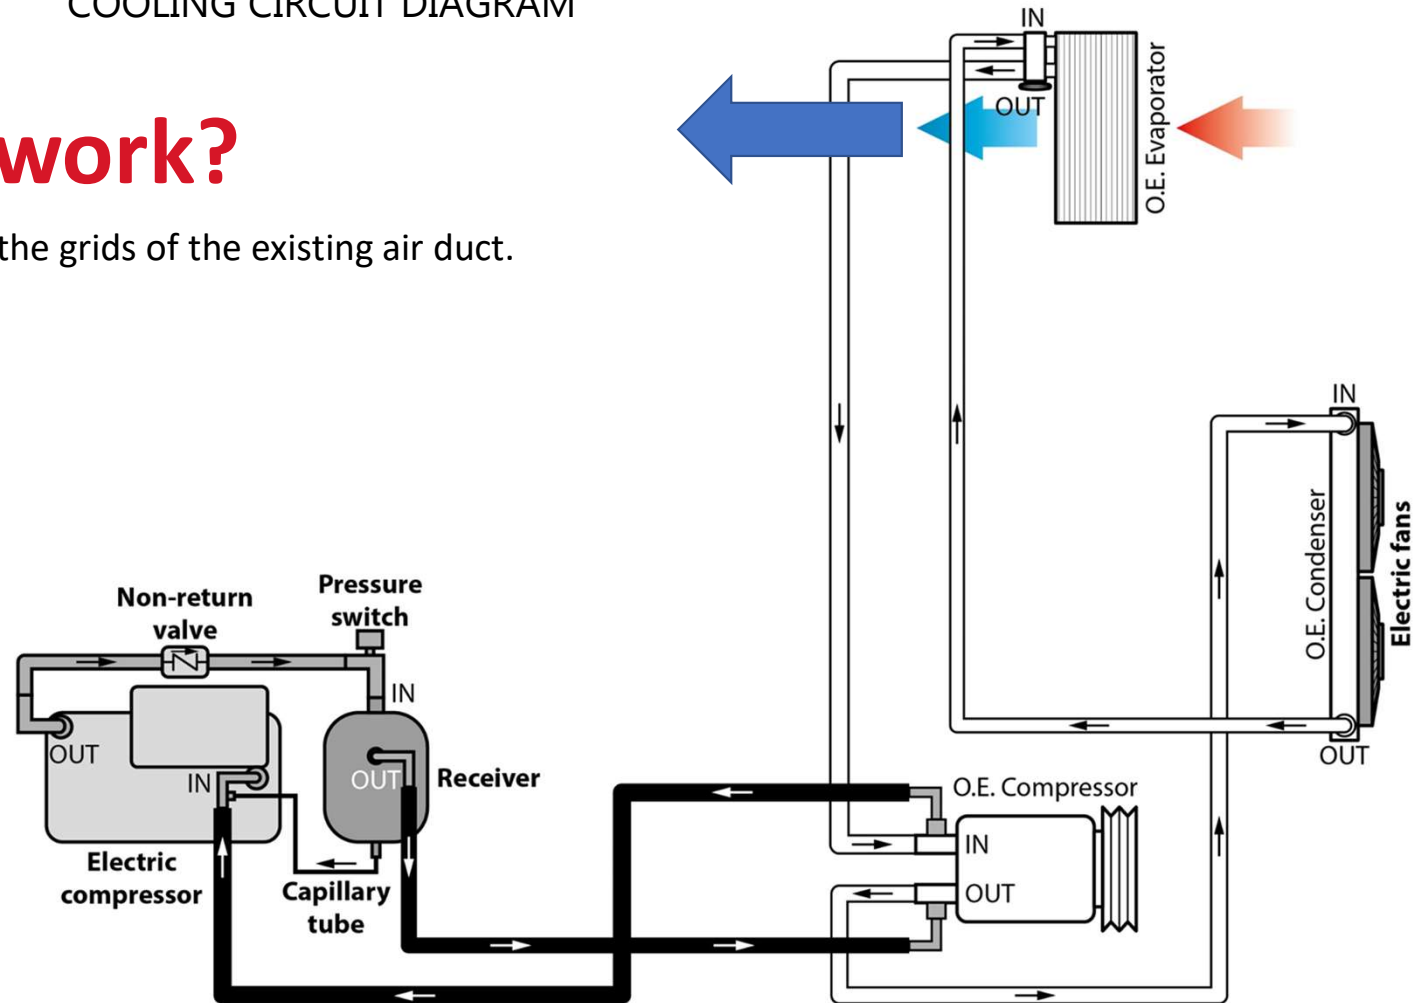 COOLING CIRCUIT DIAGRAM
work?
the grids of the existing air duct.
IN
OUT
O.E. Evaporator
IN
O.E. Condenser
Electric fans
OUT
Non-return
valve
Pressure
switch
IN
OUT
IN
OUT
Receiver
Electric
compressor
Capillary
tube
O.E. Compressor
IN
OUT